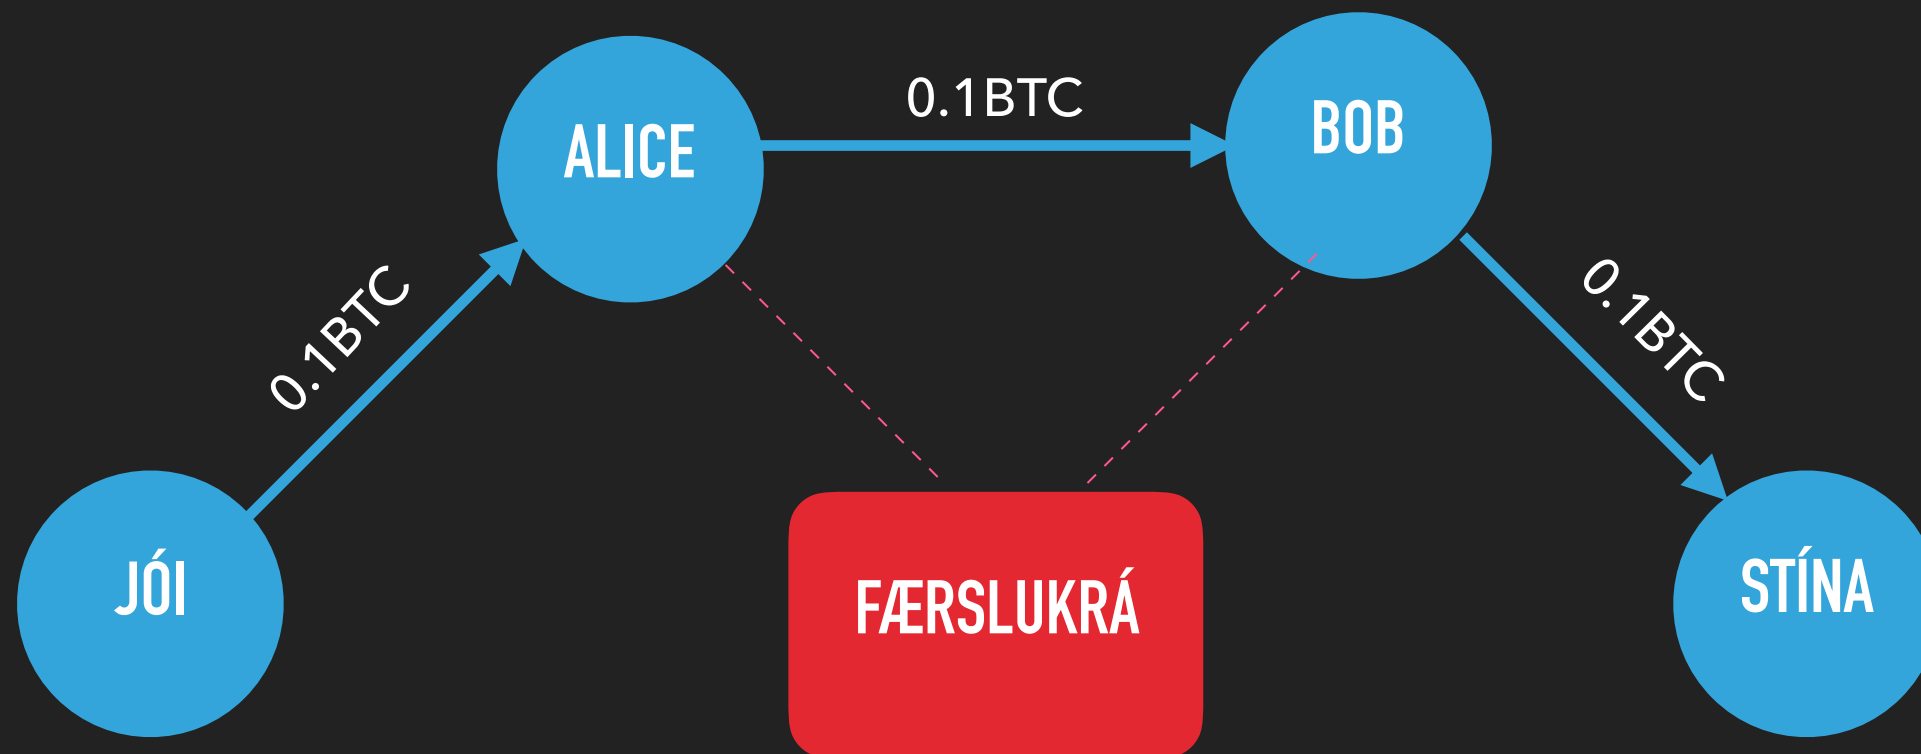 0.1BTC
ALICE
BOB
0.1BTC
0.1BTC
JÓI
FÆRSLUKRÁ
STÍNA